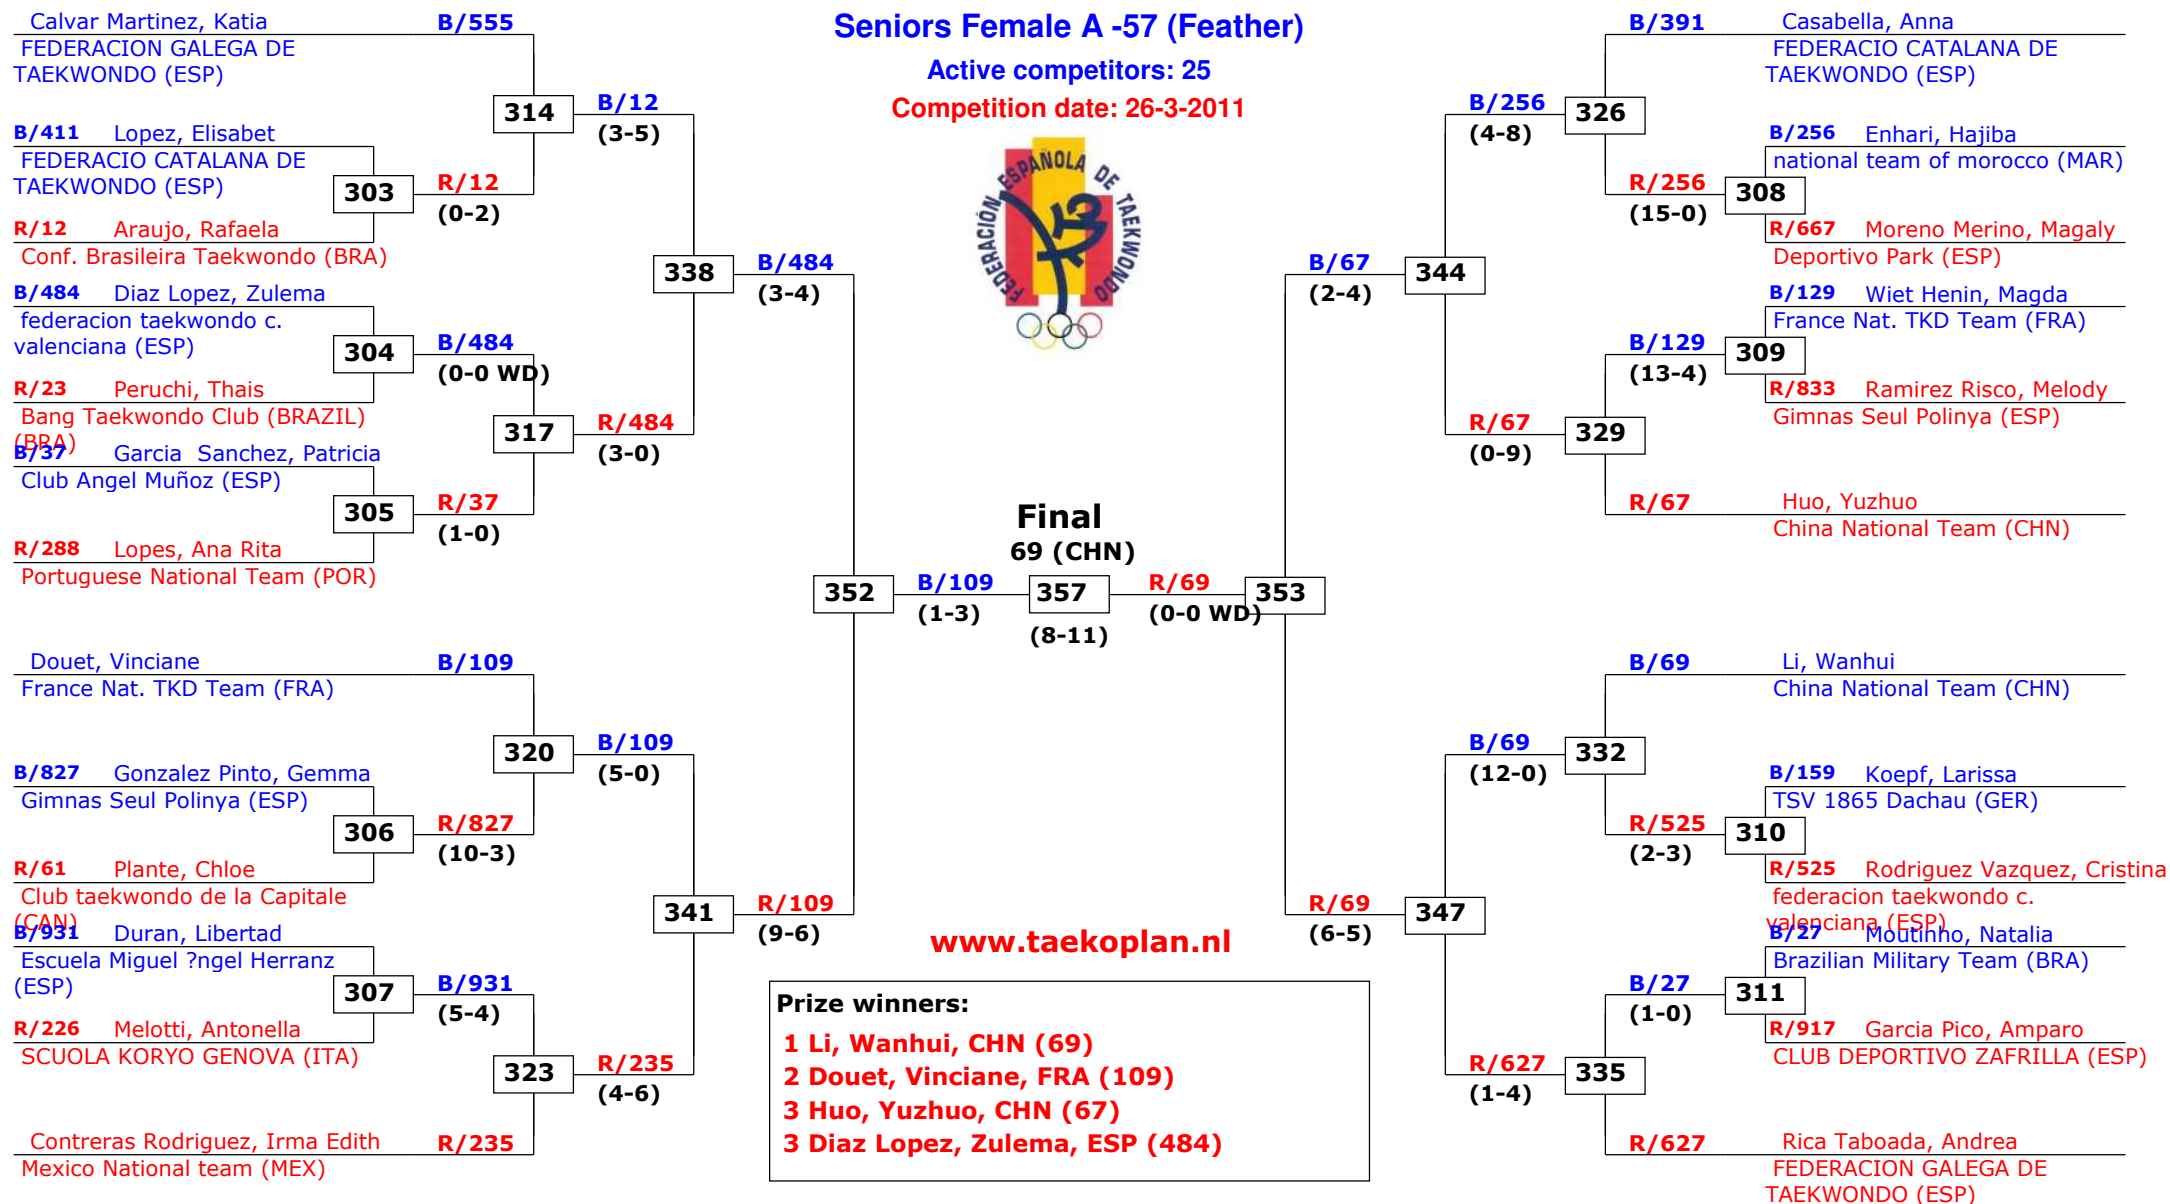 Seniors Female A -57 (Feather)
Active competitors: 25
Competition date: 26-3-2011
FEDERACIÓN ESPAÑOLA DE TAEKWONDO
Calvar Martinez, Katia
B/555
FEDERACION GALEGA DE
TAEKWONDO (ESP)
314
B/12
(3-5)
B/411 Lopez, Elisabet
FEDERACIO CATALANA DE
TAEKWONDO (ESP)
303
R/12
(0-2)
R/12 Araujo, Rafaela
Conf. Brasileira Taekwondo (BRA)
338
B/484
(3-4)
B/484 Diaz Lopez, Zulema
federacion taekwondo c.
valenciana (ESP)
304
B/484
(0-0 WD)
R/23 Peruchi, Thais
Bang Taekwondo Club (BRAZIL)
(BRA)
317
R/484
(3-0)
B/37 Garcia  Sanchez, Patricia
Club Angel Muñoz (ESP)
305
R/37
(1-0)
R/288 Lopes, Ana Rita
Portuguese National Team (POR)
352
B/109
(1-3)
Final
69 (CHN)
357
(8-11)
R/69
(0-0 WD)
353
Douet, Vinciane
B/109
France Nat. TKD Team (FRA)
320
B/109
(5-0)
B/827 Gonzalez Pinto, Gemma
Gimnas Seul Polinya (ESP)
306
R/827
(10-3)
R/61 Plante, Chloe
Club taekwondo de la Capitale
(CAN)
341
R/109
(9-6)
B/931 Duran, Libertad
Escuela Miguel ?ngel Herranz
(ESP)
307
B/931
(5-4)
R/226 Melotti, Antonella
SCUOLA KORYO GENOVA (ITA)
323
R/235
(4-6)
Contreras Rodriguez, Irma Edith
R/235
Mexico National team (MEX)
B/391
Casabella, Anna
FEDERACIO CATALANA DE
TAEKWONDO (ESP)
B/256
(4-8)
326
B/256 Enhari, Hajiba
national team of morocco (MAR)
R/256
(15-0)
308
R/667 Moreno Merino, Magaly
Deportivo Park (ESP)
B/67
(2-4)
344
B/129 Wiet Henin, Magda
France Nat. TKD Team (FRA)
B/129
(13-4)
309
R/833 Ramirez Risco, Melody
Gimnas Seul Polinya (ESP)
R/67
(0-9)
329
R/67
Huo, Yuzhuo
China National Team (CHN)
B/69
Li, Wanhui
China National Team (CHN)
B/69
(12-0)
332
B/159 Koepf, Larissa
TSV 1865 Dachau (GER)
R/525
(2-3)
310
R/525 Rodriguez Vazquez, Cristina
federacion taekwondo c.
valenciana (ESP)
R/69
(6-5)
347
B/27 Moutinho, Natalia
Brazilian Military Team (BRA)
B/27
(1-0)
311
R/917 Garcia Pico, Amparo
CLUB DEPORTIVO ZAFRILLA (ESP)
R/627
(1-4)
335
R/627
Rica Taboada, Andrea
FEDERACION GALEGA DE
TAEKWONDO (ESP)
www.taekoplan.nl
Prize winners:
1 Li, Wanhui, CHN (69)
2 Douet, Vinciane, FRA (109)
3 Huo, Yuzhuo, CHN (67)
3 Diaz Lopez, Zulema, ESP (484)